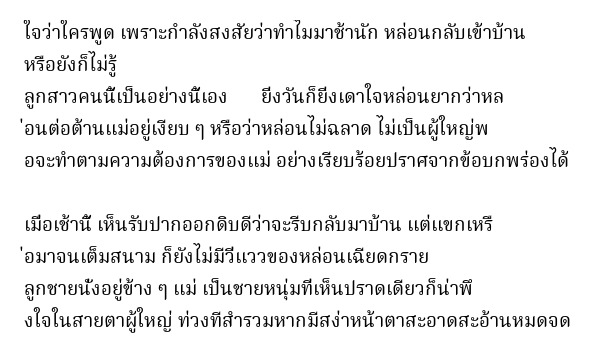 ใจว่าใครพูด เพราะกำลังสงสัยว่าทำไมมาช้านัก หล่อนกลับเข้าบ้าน
หรือยังก็ไม่รู้
ลูกสาวคนนี้เป็นอย่างนี้เอง ยิ่งวันก็ยิ่งเดาใจหล่อนยากว่าหล
่อนต่อต้านแม่อยู่เงียบ ๆ หรือว่าหล่อนไม่ฉลาด ไม่เป็นผู้ใหญ่พ
อจะทำตามความต้องการของแม่ อย่างเรียบร้อยปราศจากข้อบกพร่องได้
เมื่อเช้านี้ เห็นรับปากออกดิบดีว่าจะรีบกลับมาบ้าน แต่แขกเหรื
่อมาจนเต็มสนาม ก็ยังไม่มีวี่แววของหล่อนเฉียดกราย
ลูกชายนั่งอยู่ข้าง ๆ แม่ เป็นชายหนุ่มที่เห็นปราดเดียวก็น่าพึ
งใจในสายตาผู้ใหญ่ ท่วงทีสำรวมหากมีสง่าหน้าตาสะอาดสะอ้านหมดจด